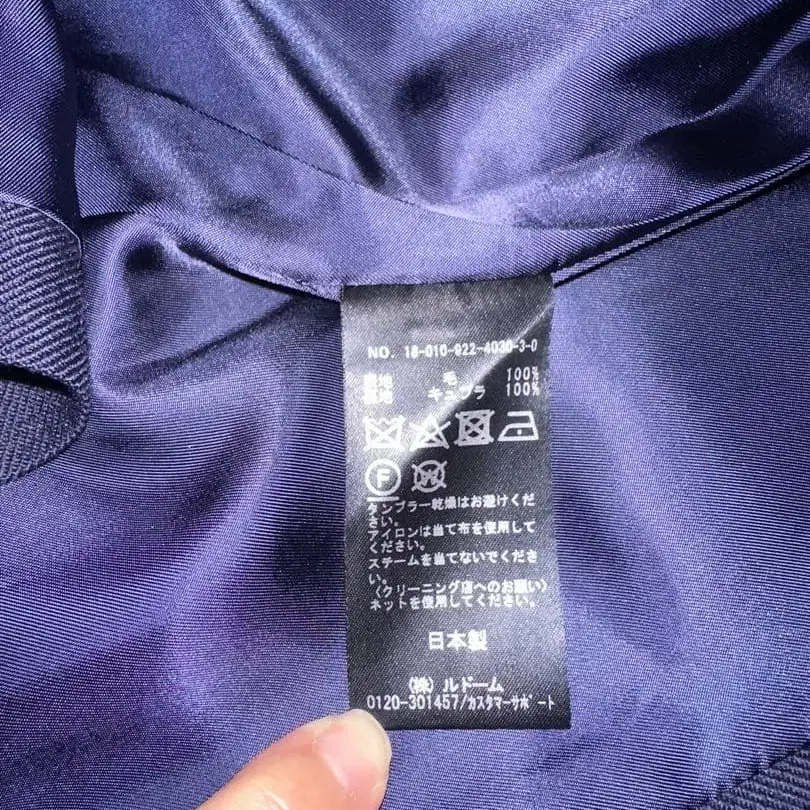 NO. 18-010-922-4030-3-0
表地 毛 100%
裏地 キュプラ 100%
F W
タンブラー乾燥はお避けくだ
さい。
アイロンは当て布を使用して
ください。
スチームを当てないでくださ
い。
〈クリーニング店へのお願い〉
ネットを使用してください。
日本製
(株) ルドーム
0120-301457/カスタマーサポート